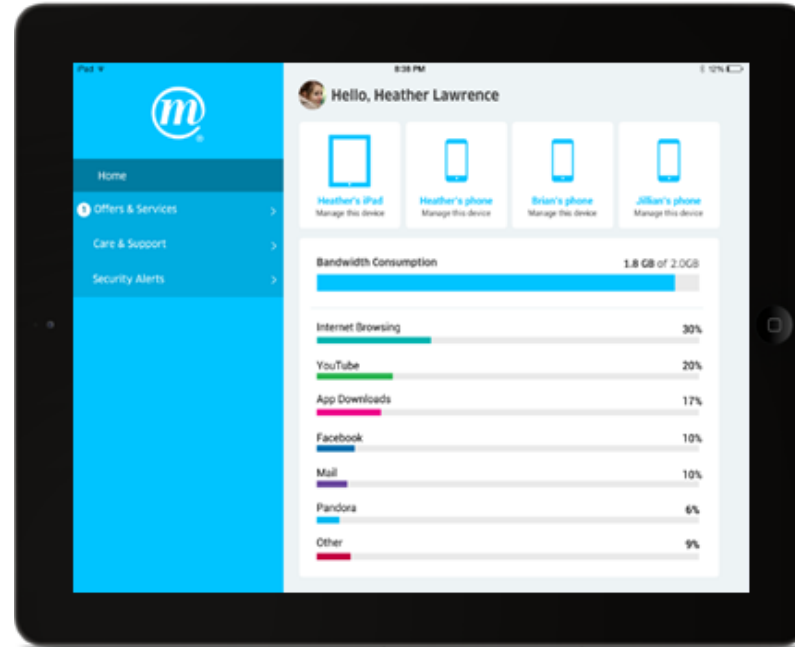 iPad
8:38 PM
12%
m
Hello, Heather Lawrence
Home
1 Offers & Services
Care & Support
Security Alerts
Heather's iPad
Manage this device
Heather's phone
Manage this device
Brian's phone
Manage this device
Jillian's phone
Manage this device
Bandwidth Consumption
1.8 GB of 2.0GB
Internet Browsing 30%
YouTube 20%
App Downloads 17%
Facebook 10%
Mail 10%
Pandora 6%
Other 9%